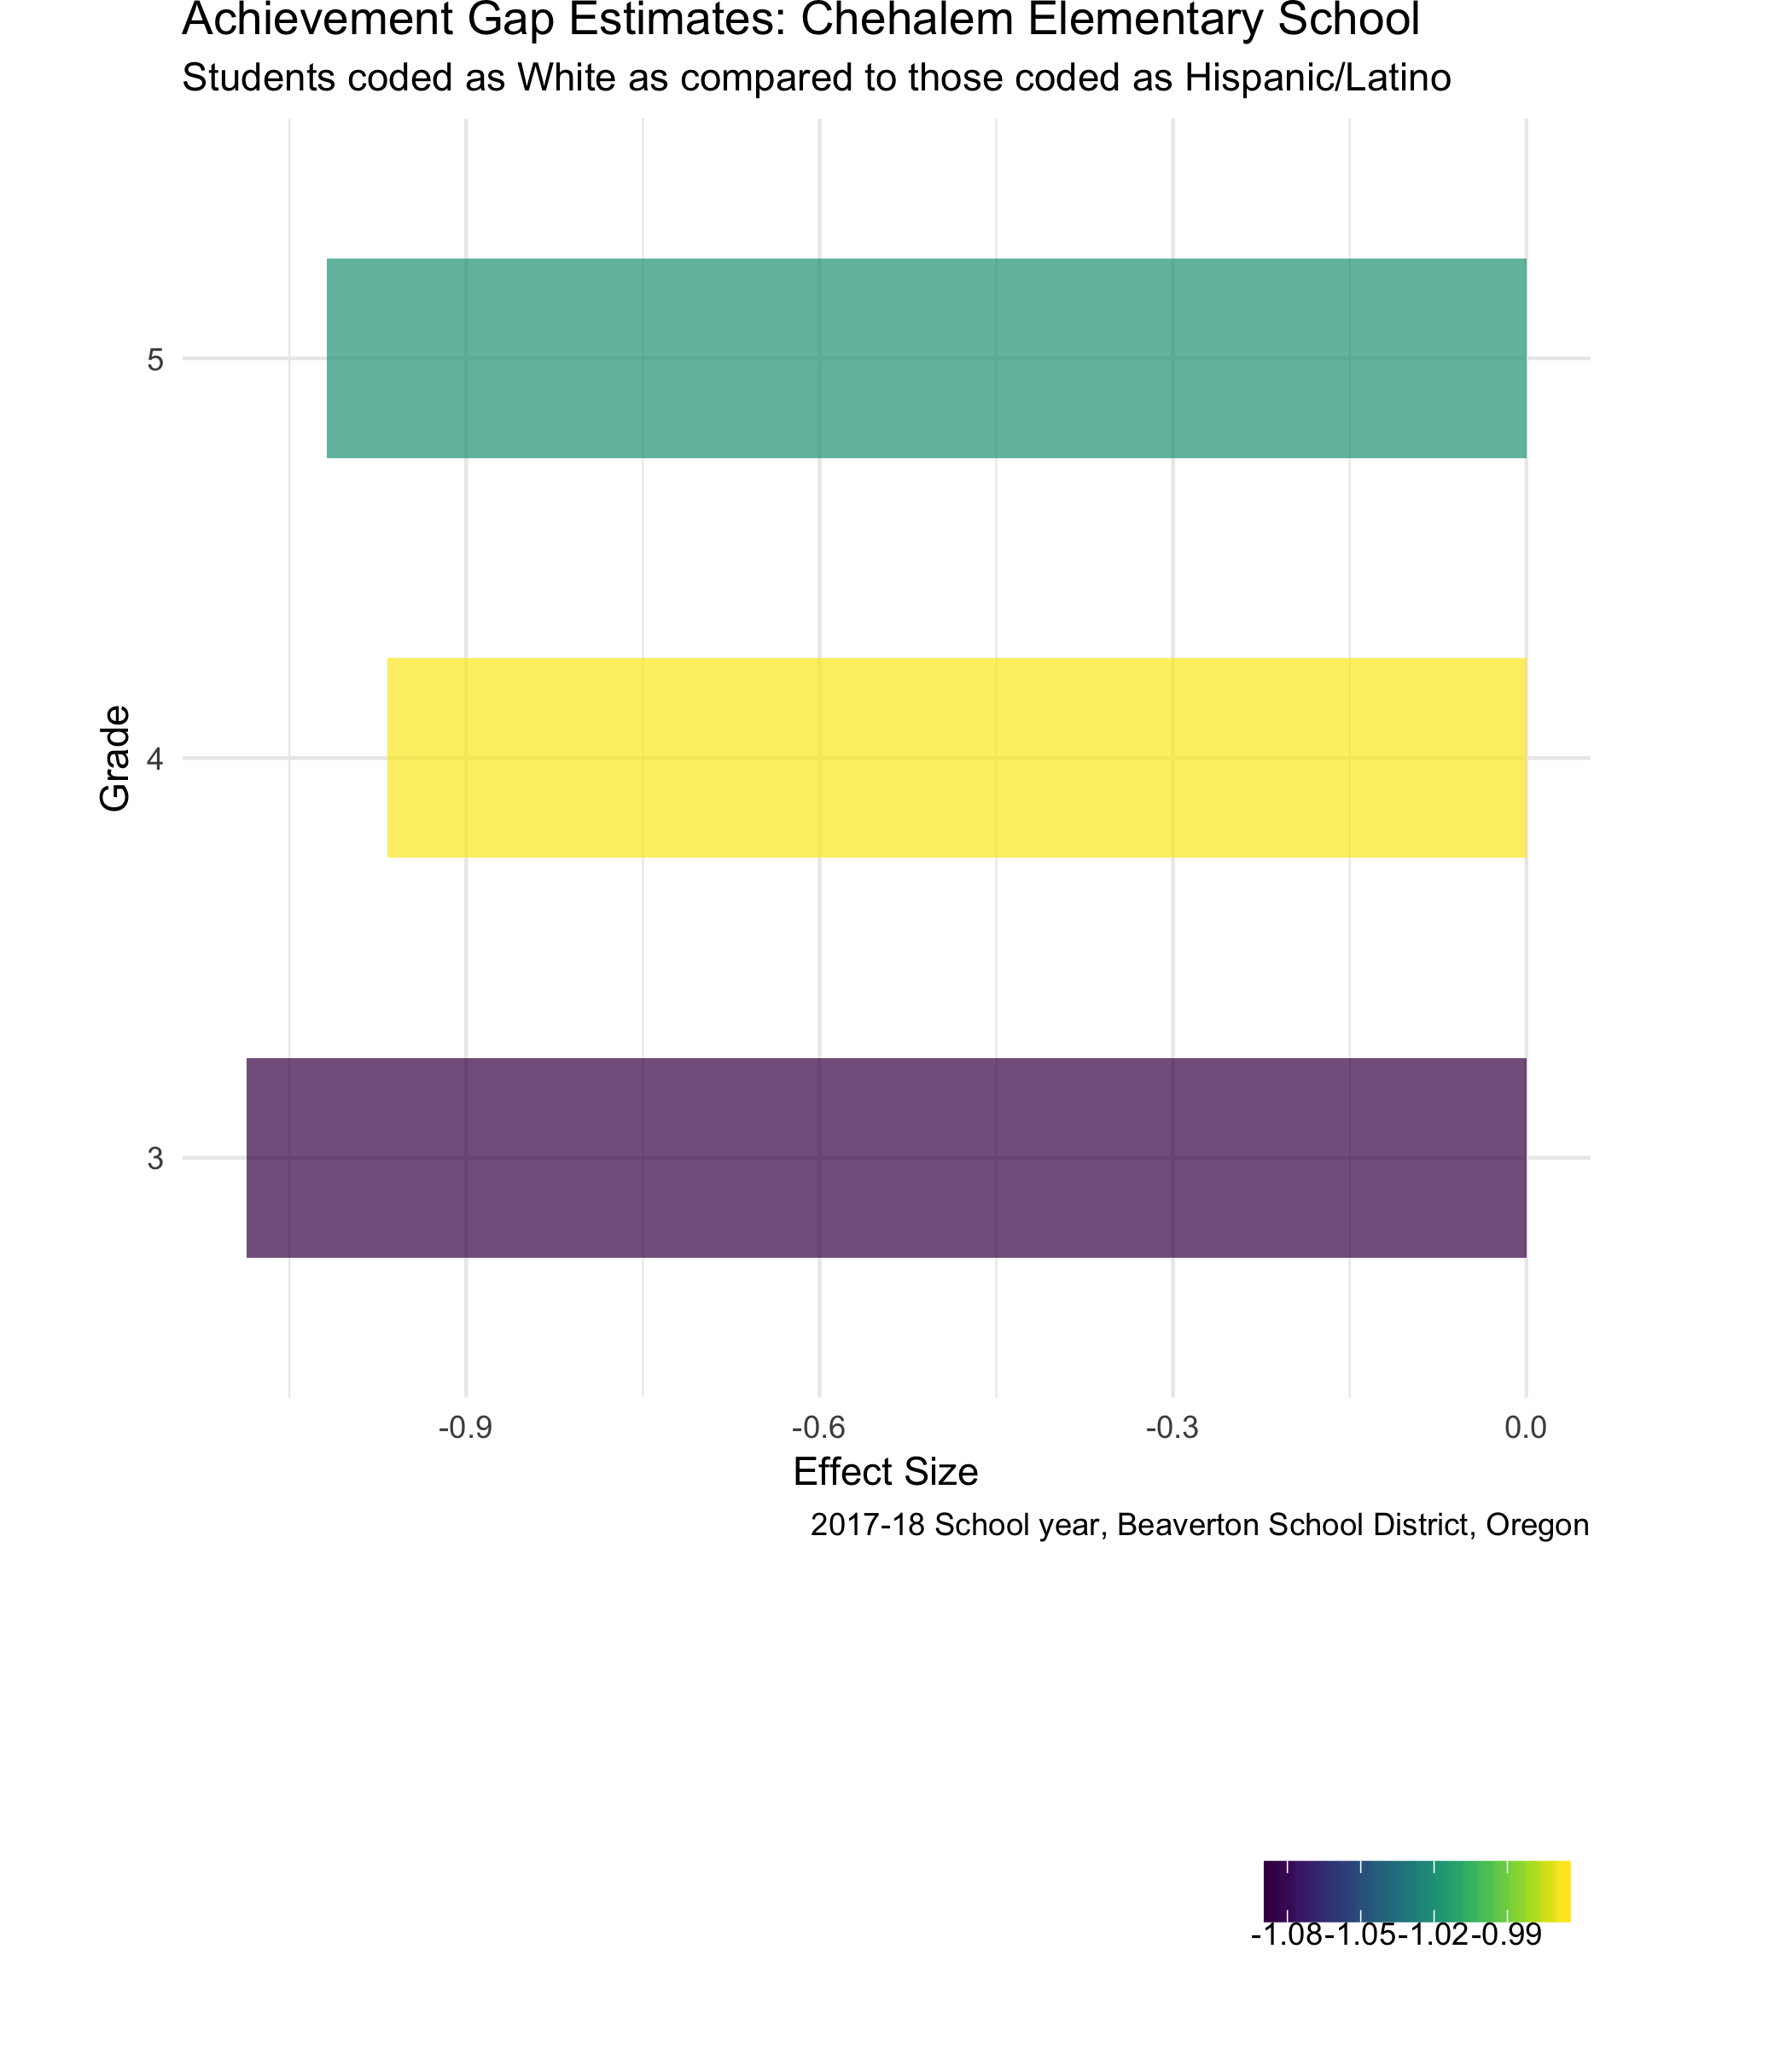 Achievement Gap Estimates: Chehalem Elementary School
Students coded as White as compared to those coded as Hispanic/Latino
5
4
3
Grade
-0.9 -0.6 -0.3 0.0
Effect Size
2017-18 School year, Beaverton School District, Oregon
-1.08 -1.05 -1.02 -0.99